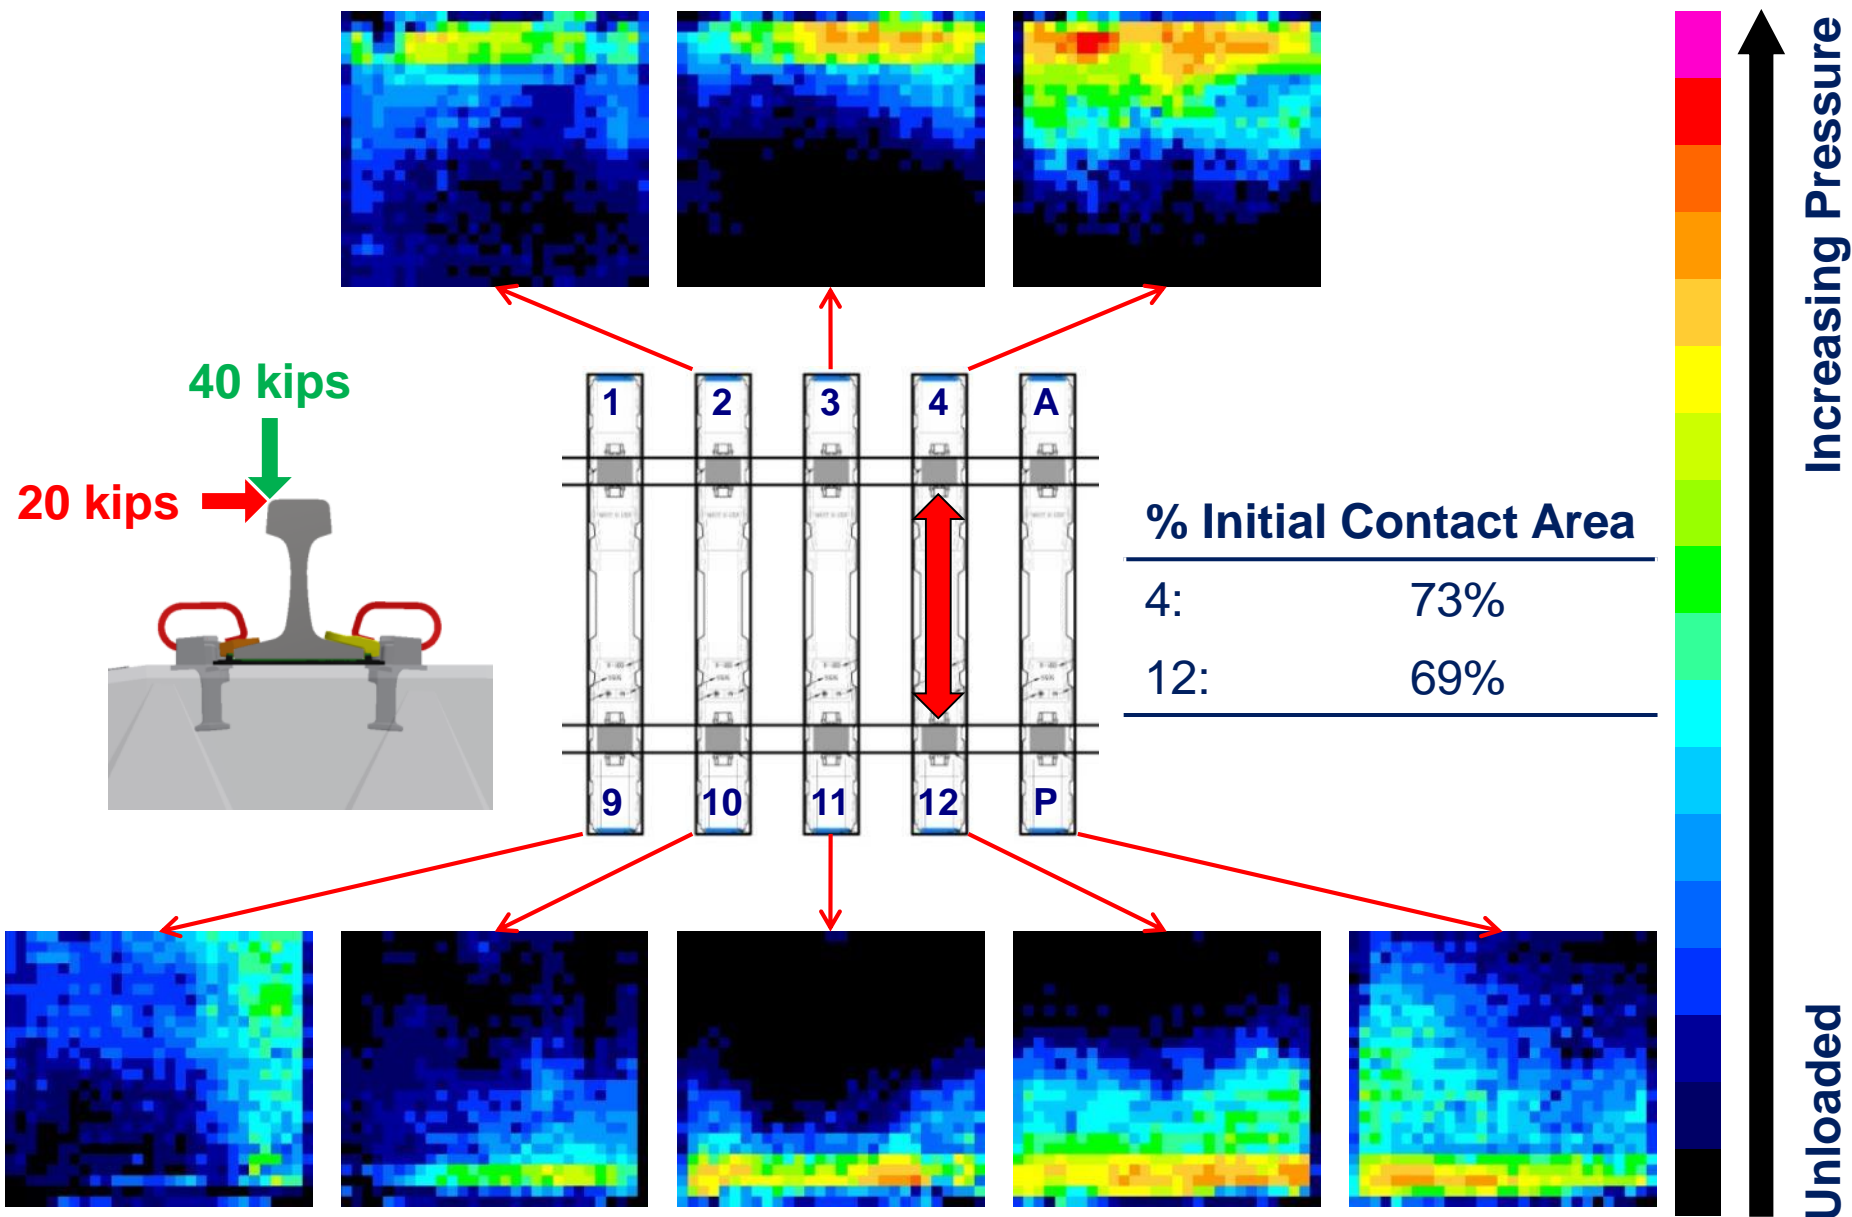 Increasing Pressure
40 kips
20 kips
1 2 3 4 A
% Initial Contact Area
4: 73%
12: 69%
9 10 11 12 P
Unloaded